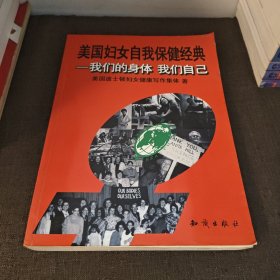 美国妇女自我保健经典
—我们的身体 我们自己
美国波士顿妇女健康写作集体 著
OUR BODIES
OURSELVES
知识出版社